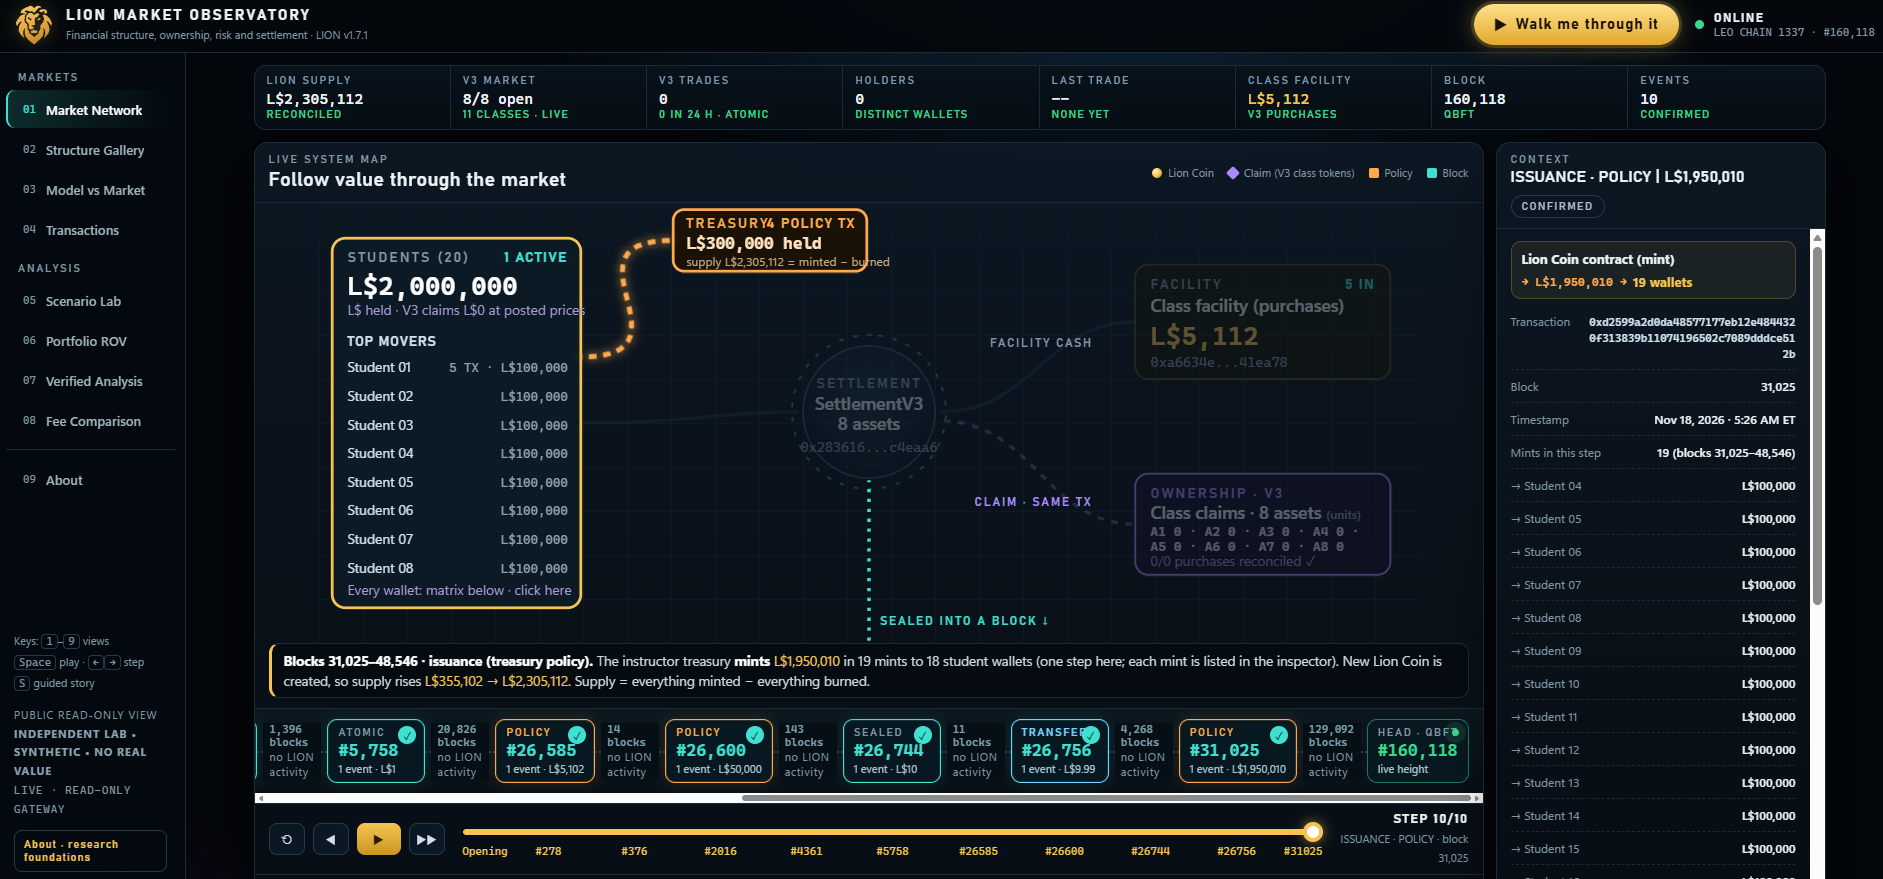 LION MARKET OBSERVATORY
Financial structure, ownership, risk and settlement · LION v1.7.1
▶ Walk me through it
ONLINE
LEO CHAIN 1337 · #160,118
MARKETS
01 Market Network
02 Structure Gallery
03 Model vs Market
04 Transactions
ANALYSIS
05 Scenario Lab
06 Portfolio ROV
07 Verified Analysis
08 Fee Comparison
09 About
Keys: 1–9 views
Space play · ← → step
S guided story
PUBLIC READ-ONLY VIEW
INDEPENDENT LAB •
SYNTHETIC • NO REAL
VALUE
LIVE · READ-ONLY
GATEWAY
About · research
foundations
LION SUPPLY
L$2,305,112
RECONCILED
V3 MARKET
8/8 open
11 CLASSES · LIVE
V3 TRADES
0
0 IN 24 H · ATOMIC
HOLDERS
0
DISTINCT WALLETS
LAST TRADE
——
NONE YET
CLASS FACILITY
L$5,112
V3 PURCHASES
BLOCK
160,118
QBFT
EVENTS
10
CONFIRMED
LIVE SYSTEM MAP
Follow value through the market
Lion Coin
Claim (V3 class tokens)
Policy
Block
STUDENTS (20) 1 ACTIVE
L$2,000,000
L$ held · V3 claims L$0 at posted prices
TOP MOVERS
Student 01 5 TX · L$100,000
Student 02 L$100,000
Student 03 L$100,000
Student 04 L$100,000
Student 05 L$100,000
Student 06 L$100,000
Student 07 L$100,000
Student 08 L$100,000
Every wallet: matrix below · click here
TREASURY4 POLICY TX
L$300,000 held
supply L$2,305,112 = minted − burned
SETTLEMENT
SettlementV3
8 assets
0x283616...c4eaa6
FACILITY CASH
FACILITY 5 IN
Class facility (purchases)
L$5,112
0xa6634e...41ea78
CLAIM · SAME TX
OWNERSHIP · V3
Class claims · 8 assets (units)
A1 0 · A2 0 · A3 0 · A4 0 ·
A5 0 · A6 0 · A7 0 · A8 0
0/0 purchases reconciled ✓
SEALED INTO A BLOCK ↓
Blocks 31,025–48,546 · issuance (treasury policy). The instructor treasury mints L$1,950,010 in 19 mints to 18 student wallets (one step here; each mint is listed in the inspector). New Lion Coin is
created, so supply rises L$355,102 → L$2,305,112. Supply = everything minted − everything burned.
1,396
blocks
no LION
activity
ATOMIC ✓
#5,758
1 event · L$1
20,826
blocks
no LION
activity
POLICY ✓
#26,585
1 event · L$5,102
14
blocks
no LION
activity
POLICY ✓
#26,600
1 event · L$50,000
143
blocks
no LION
activity
SEALED ✓
#26,744
1 event · L$10
11
blocks
no LION
activity
TRANSFER ✓
#26,756
1 event · L$9.99
4,268
blocks
no LION
activity
POLICY ✓
#31,025
1 event · L$1,950,010
129,092
blocks
no LION
activity
HEAD · QBFT
#160,118
live height
Opening #278 #376 #2016 #4361 #5758 #26585 #26600 #26744 #26756 #31025
STEP 10/10
ISSUANCE · POLICY · block
31,025
CONTEXT
ISSUANCE · POLICY | L$1,950,010
CONFIRMED
Lion Coin contract (mint)
→ L$1,950,010 → 19 wallets
Transaction 0xd2599a2d0da48577177eb12e484432
0f313839b11074196502c7089dddce51
2b
Block 31,025
Timestamp Nov 18, 2026 · 5:26 AM ET
Mints in this step 19 (blocks 31,025–48,546)
→ Student 04 L$100,000
→ Student 05 L$100,000
→ Student 06 L$100,000
→ Student 07 L$100,000
→ Student 08 L$100,000
→ Student 09 L$100,000
→ Student 10 L$100,000
→ Student 11 L$100,000
→ Student 12 L$100,000
→ Student 13 L$100,000
→ Student 14 L$100,000
→ Student 15 L$100,000